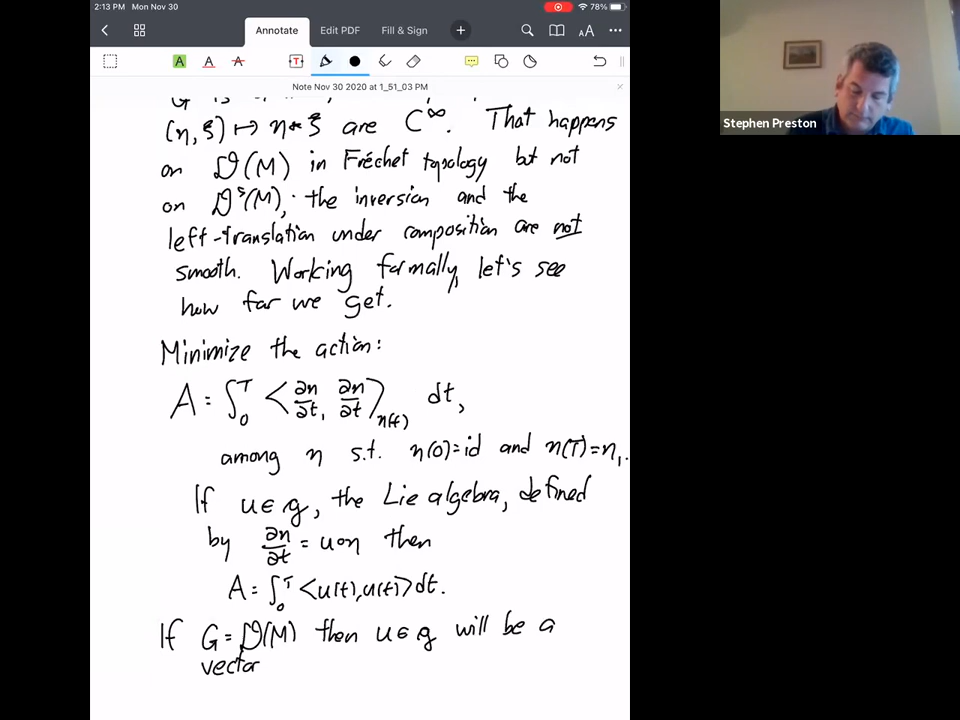 2:13 PM Mon Nov 30
78%
Annotate Edit PDF Fill & Sign
Note Nov 30 2020 at 1_51_03 PM
G is
(η,ξ) ↦ η∗ξ are C^∞. That happens
on 𝒟(M) in Fréchet topology but not
on 𝒟^s(M); the inversion and the
left-translation under composition are not
smooth. Working formally, let's see
how far we get.
Minimize the action:
A = ∫_0^T <∂η/∂t, ∂η/∂t>_η(t) dt,
among η s.t. η(0)=id and η(T)=η_1.
If u∈g, the Lie algebra, defined
by ∂η/∂t = u∘η then
A = ∫_0^T <u(t),u(t)> dt.
If G=𝒟(M) then u∈g will be a
vector
Stephen Preston